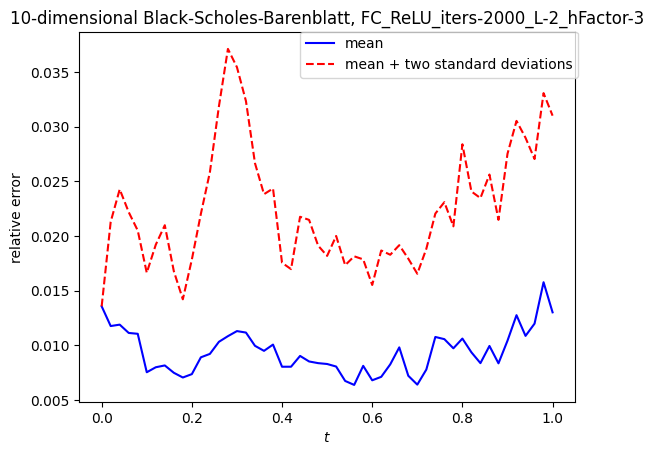 10-dimensional Black-Scholes-Barenblatt, FC_ReLU_iters-2000_L-2_hFactor-3
mean
mean + two standard deviations
0.035
0.030
0.025
0.020
0.015
0.010
0.005
relative error
0.0 0.2 0.4 0.6 0.8 1.0
t